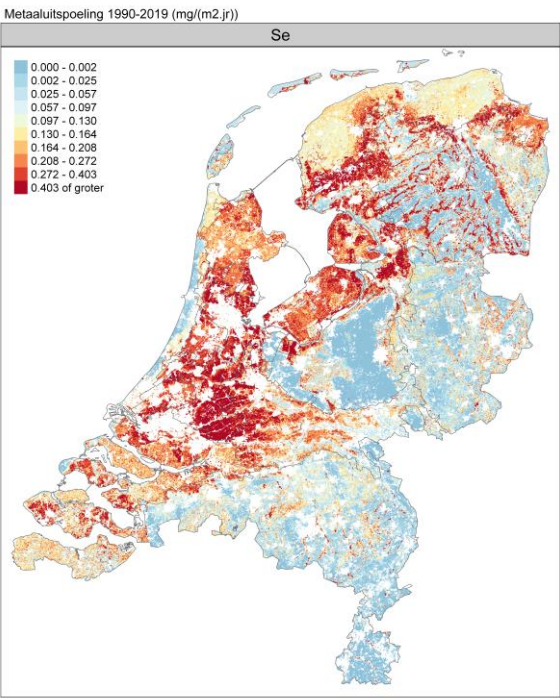 Metaaluitspoeling 1990-2019 (mg/(m2.jr))
Se
0.000 - 0.002
0.002 - 0.025
0.025 - 0.057
0.057 - 0.097
0.097 - 0.130
0.130 - 0.164
0.164 - 0.208
0.208 - 0.272
0.272 - 0.403
0.403 of groter